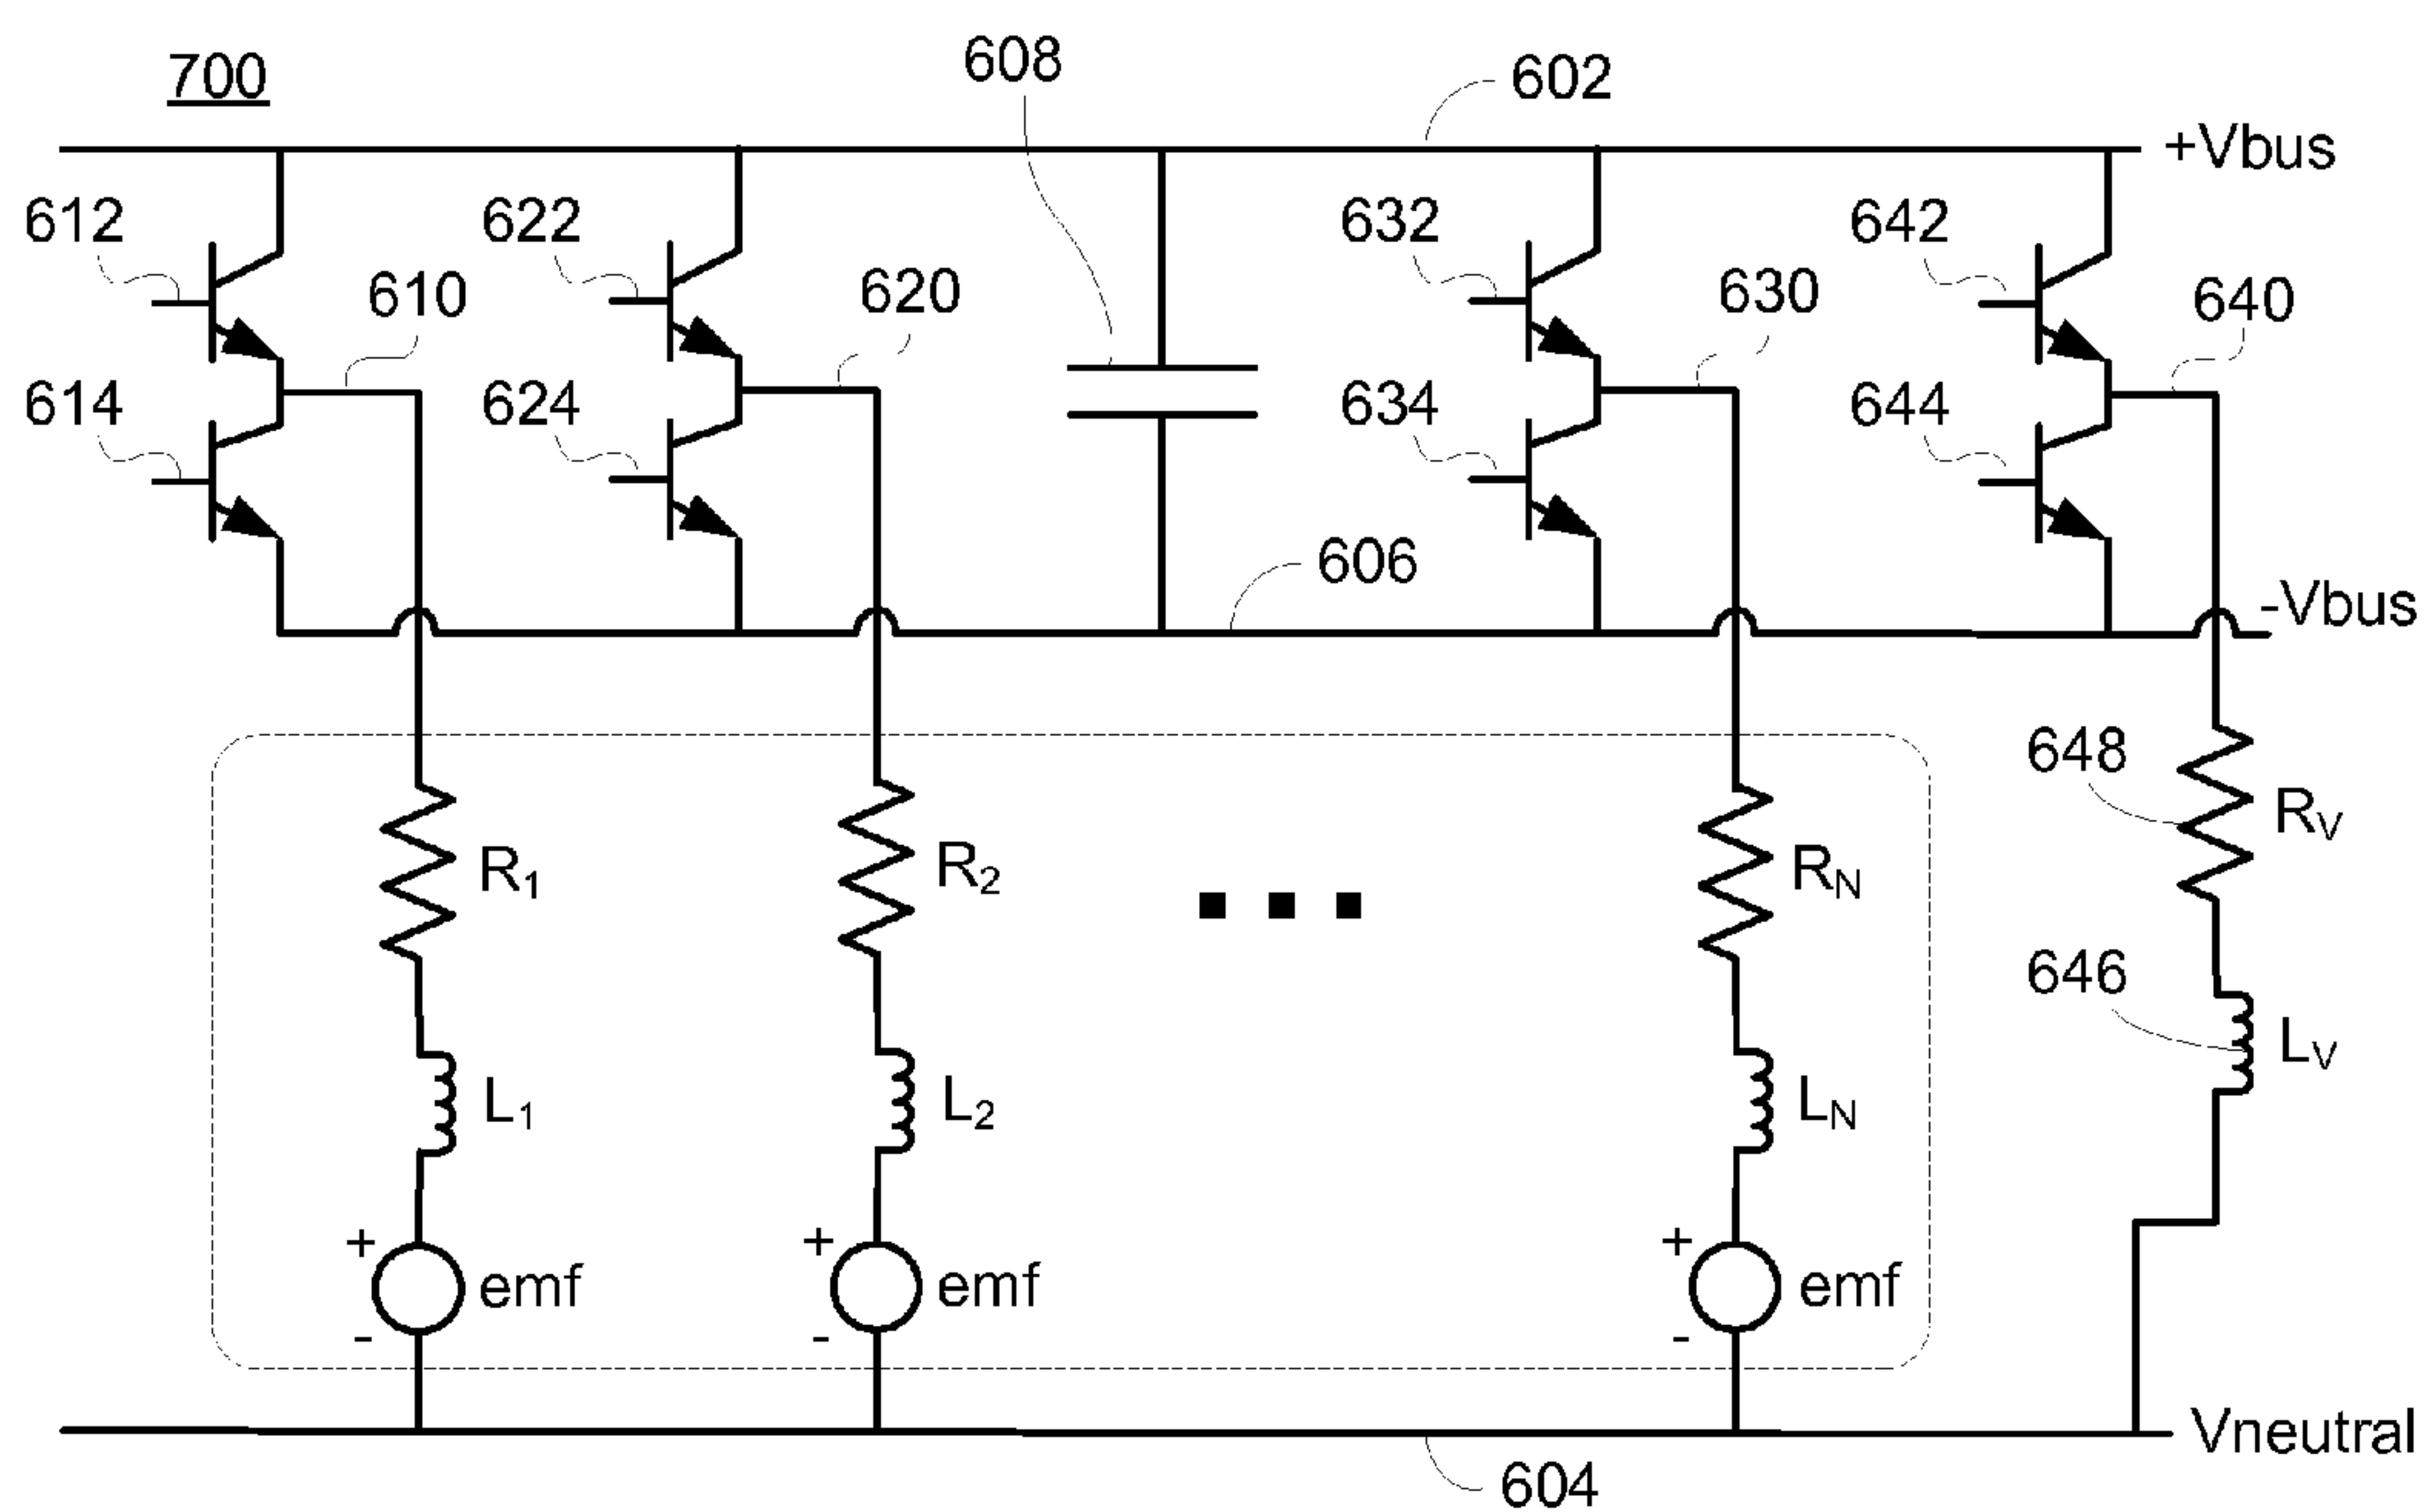 700
608
602
+Vbus
612
622
632
642
610
620
630
640
614
624
634
644
606
-Vbus
648
RV
R1
R2
RN
646
LV
L1
L2
LN
+
+
+
emf
emf
emf
-
-
-
Vneutral
604